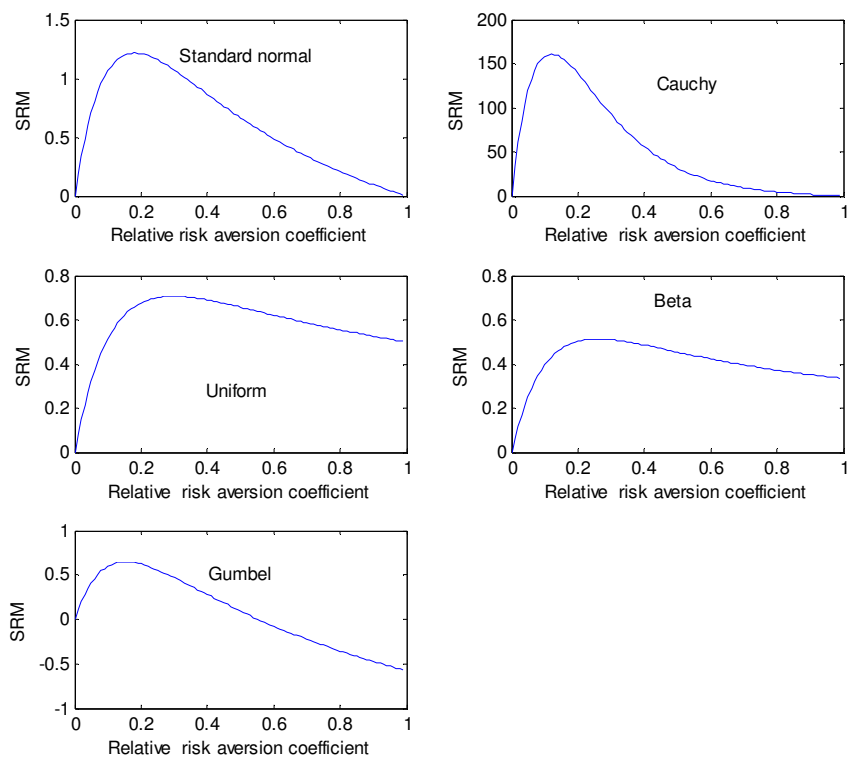 1.5
1
0.5
0
SRM
Standard normal
0 0.2 0.4 0.6 0.8 1
Relative risk aversion coefficient
200
150
100
50
0
SRM
Cauchy
0 0.2 0.4 0.6 0.8 1
Relative risk aversion coefficient
0.8
0.6
0.4
0.2
0
SRM
Uniform
0 0.2 0.4 0.6 0.8 1
Relative risk aversion coefficient
0.8
0.6
0.4
0.2
0
SRM
Beta
0 0.2 0.4 0.6 0.8 1
Relative risk aversion coefficient
1
0.5
0
-0.5
-1
SRM
Gumbel
0 0.2 0.4 0.6 0.8 1
Relative risk aversion coefficient